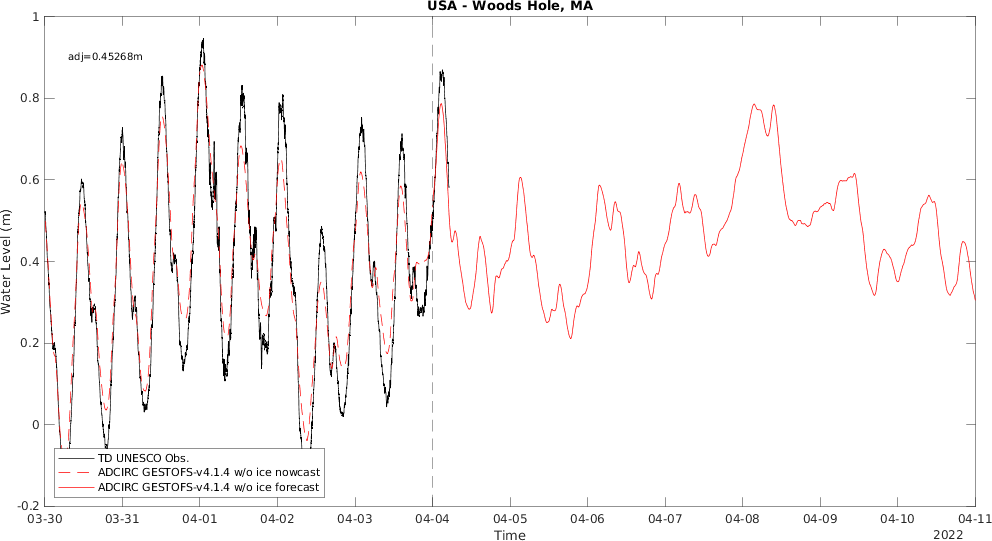 USA - Woods Hole, MA
adj=0.45268m
Water Level (m)
1
0.8
0.6
0.4
0.2
0
-0.2
TD UNESCO Obs.
ADCIRC GESTOFS-v4.1.4 w/o ice nowcast
ADCIRC GESTOFS-v4.1.4 w/o ice forecast
03-30 03-31 04-01 04-02 04-03 04-04 04-05 04-06 04-07 04-08 04-09 04-10 04-11
Time
2022